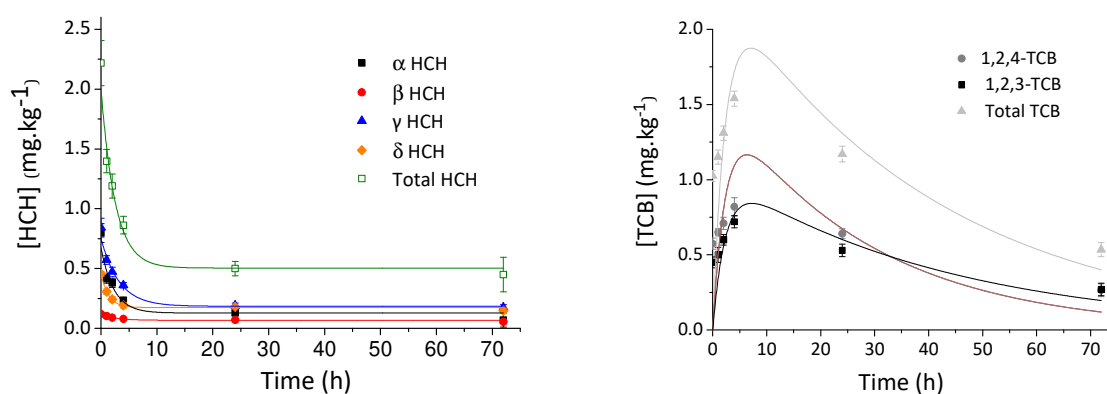 [HCH] (mg.kg⁻¹)
2.5
2.0
1.5
1.0
0.5
0.0
α HCH
β HCH
γ HCH
δ HCH
Total HCH
0 10 20 30 40 50 60 70
Time (h)
[TCB] (mg.kg⁻¹)
2.0
1.5
1.0
0.5
0.0
1,2,4-TCB
1,2,3-TCB
Total TCB
0 10 20 30 40 50 60 70
Time (h)